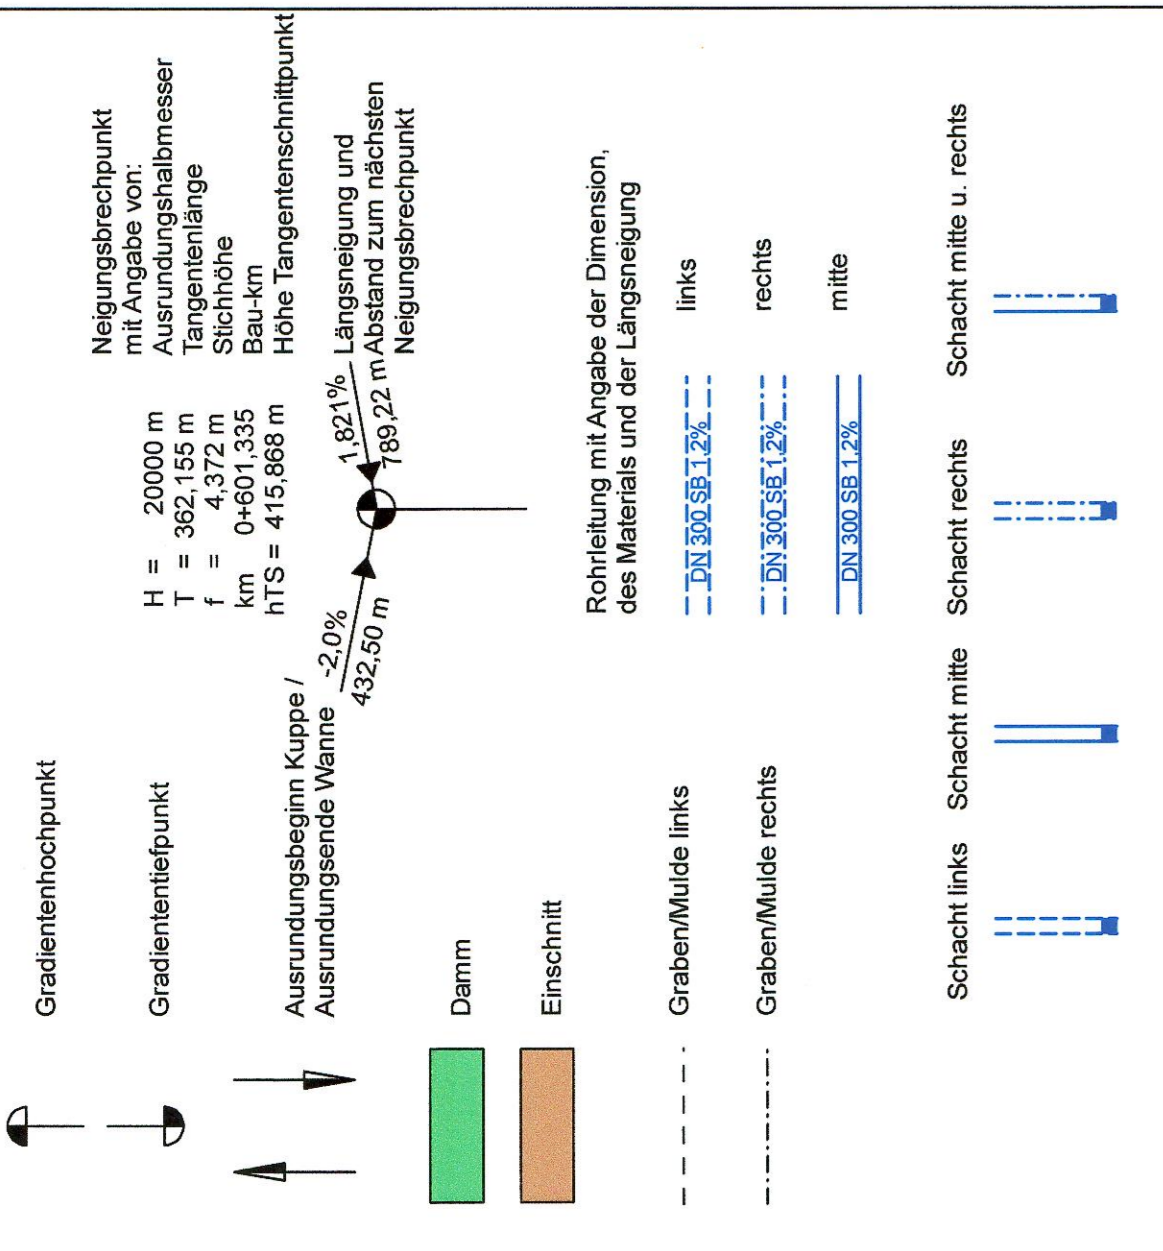 Gradientenhochpunkt
Gradiententiefpunkt
Ausrundungsbeginn Kuppe /
Ausrundungsende Wanne
Damm
Einschnitt
Graben/Mulde links
Graben/Mulde rechts
H = 20000 m
T = 362,155 m
f = 4,372 m
km 0+601,335
hTS = 415,868 m
Neigungsbrechpunkt
mit Angabe von:
Ausrundungshalbmesser
Tangentenlänge
Stichhöhe
Bau-km
Höhe Tangentenschnittpunkt
-2,0%
432,50 m
1,821%
789,22 m
Längsneigung und
Abstand zum nächsten
Neigungsbrechpunkt
Rohrleitung mit Angabe der Dimension,
des Materials und der Längsneigung
DN 300 SB 1,2%
links
DN 300 SB 1,2%
rechts
DN 300 SB 1,2%
mitte
Schacht links
Schacht mitte
Schacht rechts
Schacht mitte u. rechts